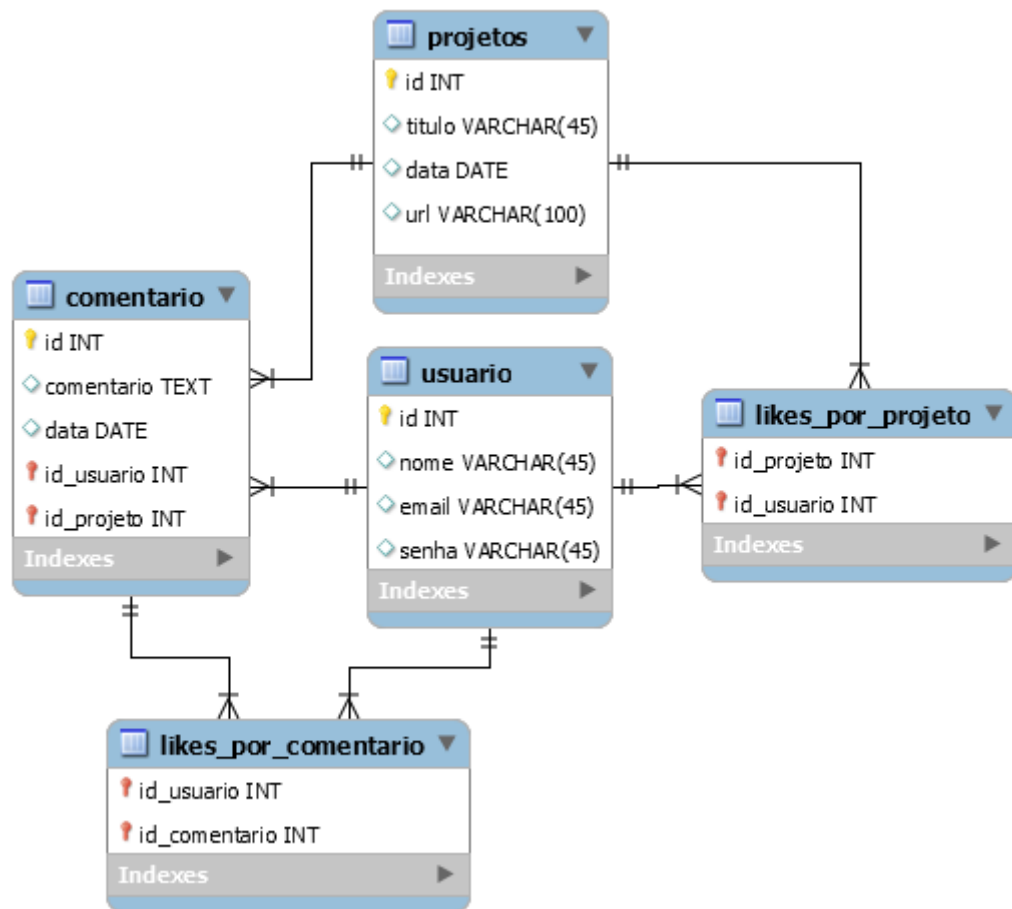 projetos
id INT
titulo VARCHAR(45)
data DATE
url VARCHAR(100)
Indexes
comentario
id INT
comentario TEXT
data DATE
id_usuario INT
id_projeto INT
Indexes
usuario
id INT
nome VARCHAR(45)
email VARCHAR(45)
senha VARCHAR(45)
Indexes
likes_por_projeto
id_projeto INT
id_usuario INT
Indexes
likes_por_comentario
id_usuario INT
id_comentario INT
Indexes